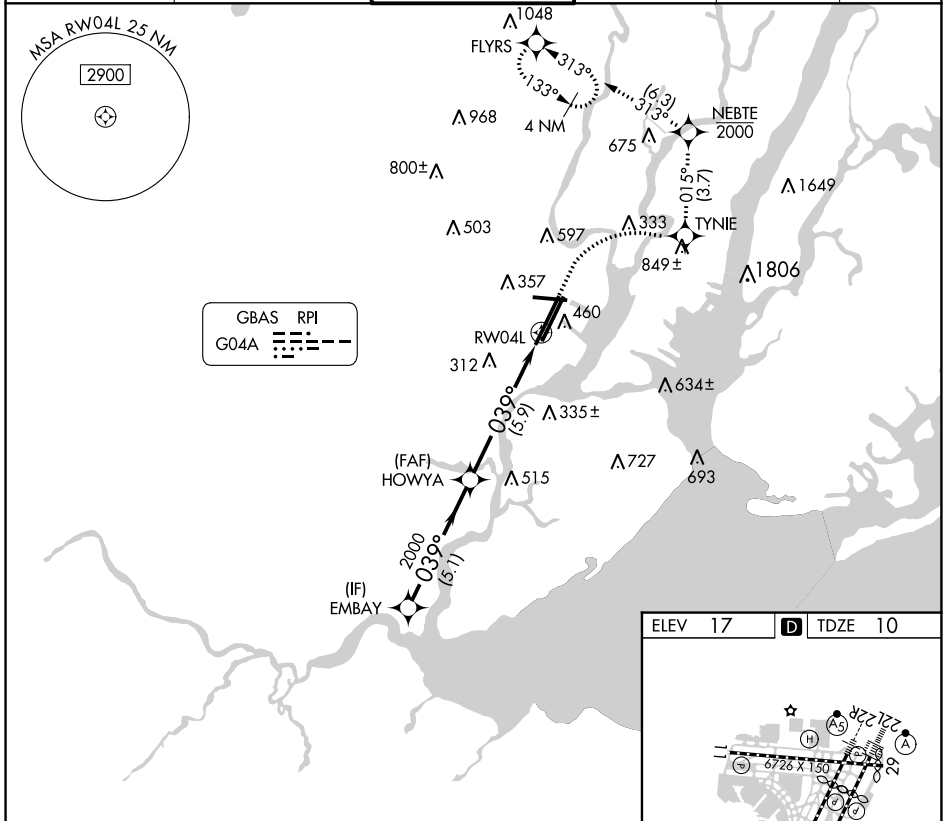 MSA RW04L 25 NM
2900
1048
FLYRS
313°
133°
4 NM
(6.3)
313°
NEBTE
2000
968
675
800±
015°
(3.7)
1649
503
597
333
TYNIE
849±
357
1806
GBAS RPI
G04A
460
RW04L
312
634±
039°
(5.9)
335±
(FAF)
HOWYA
515
727
693
2000
039°
(5.1)
(IF)
EMBAY
ELEV 17
D
TDZE 10
A5
22R
22L
A
H
P
11
6726 X 150
P
29
P
P